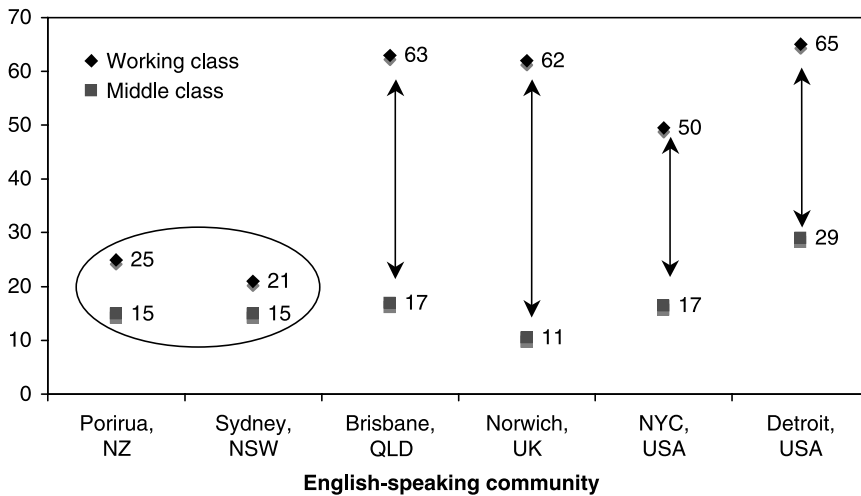 70
60
50
40
30
20
10
0
Working class
Middle class
25
15
21
15
63
17
62
11
50
17
65
29
Porirua,
NZ
Sydney,
NSW
Brisbane,
QLD
Norwich,
UK
NYC,
USA
Detroit,
USA
English-speaking community